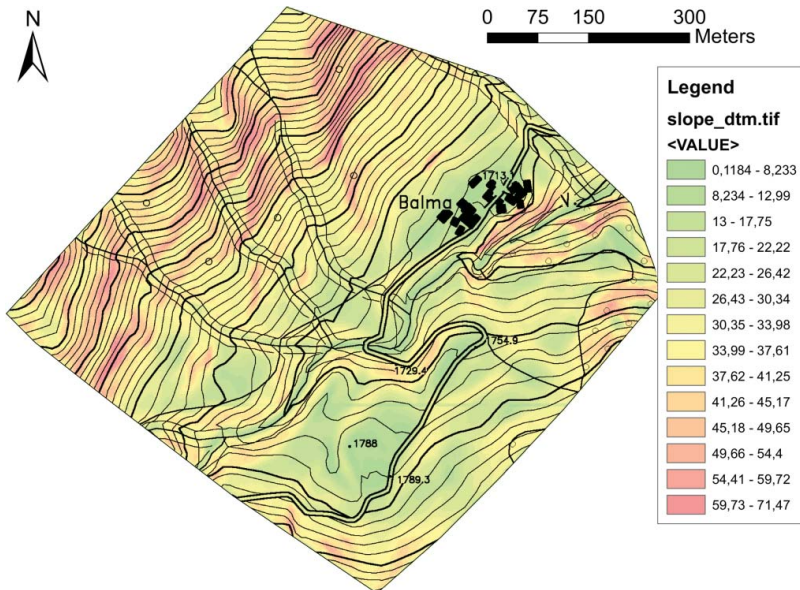 N
0 75 150 300
Meters
Legend
slope_dtm.tif
<VALUE>
0,1184 - 8,233
8,234 - 12,99
13 - 17,75
17,76 - 22,22
22,23 - 26,42
26,43 - 30,34
30,35 - 33,98
33,99 - 37,61
37,62 - 41,25
41,26 - 45,17
45,18 - 49,65
49,66 - 54,4
54,41 - 59,72
59,73 - 71,47
1713.1
Balma
1754.9
1729.4
1788
1789.3